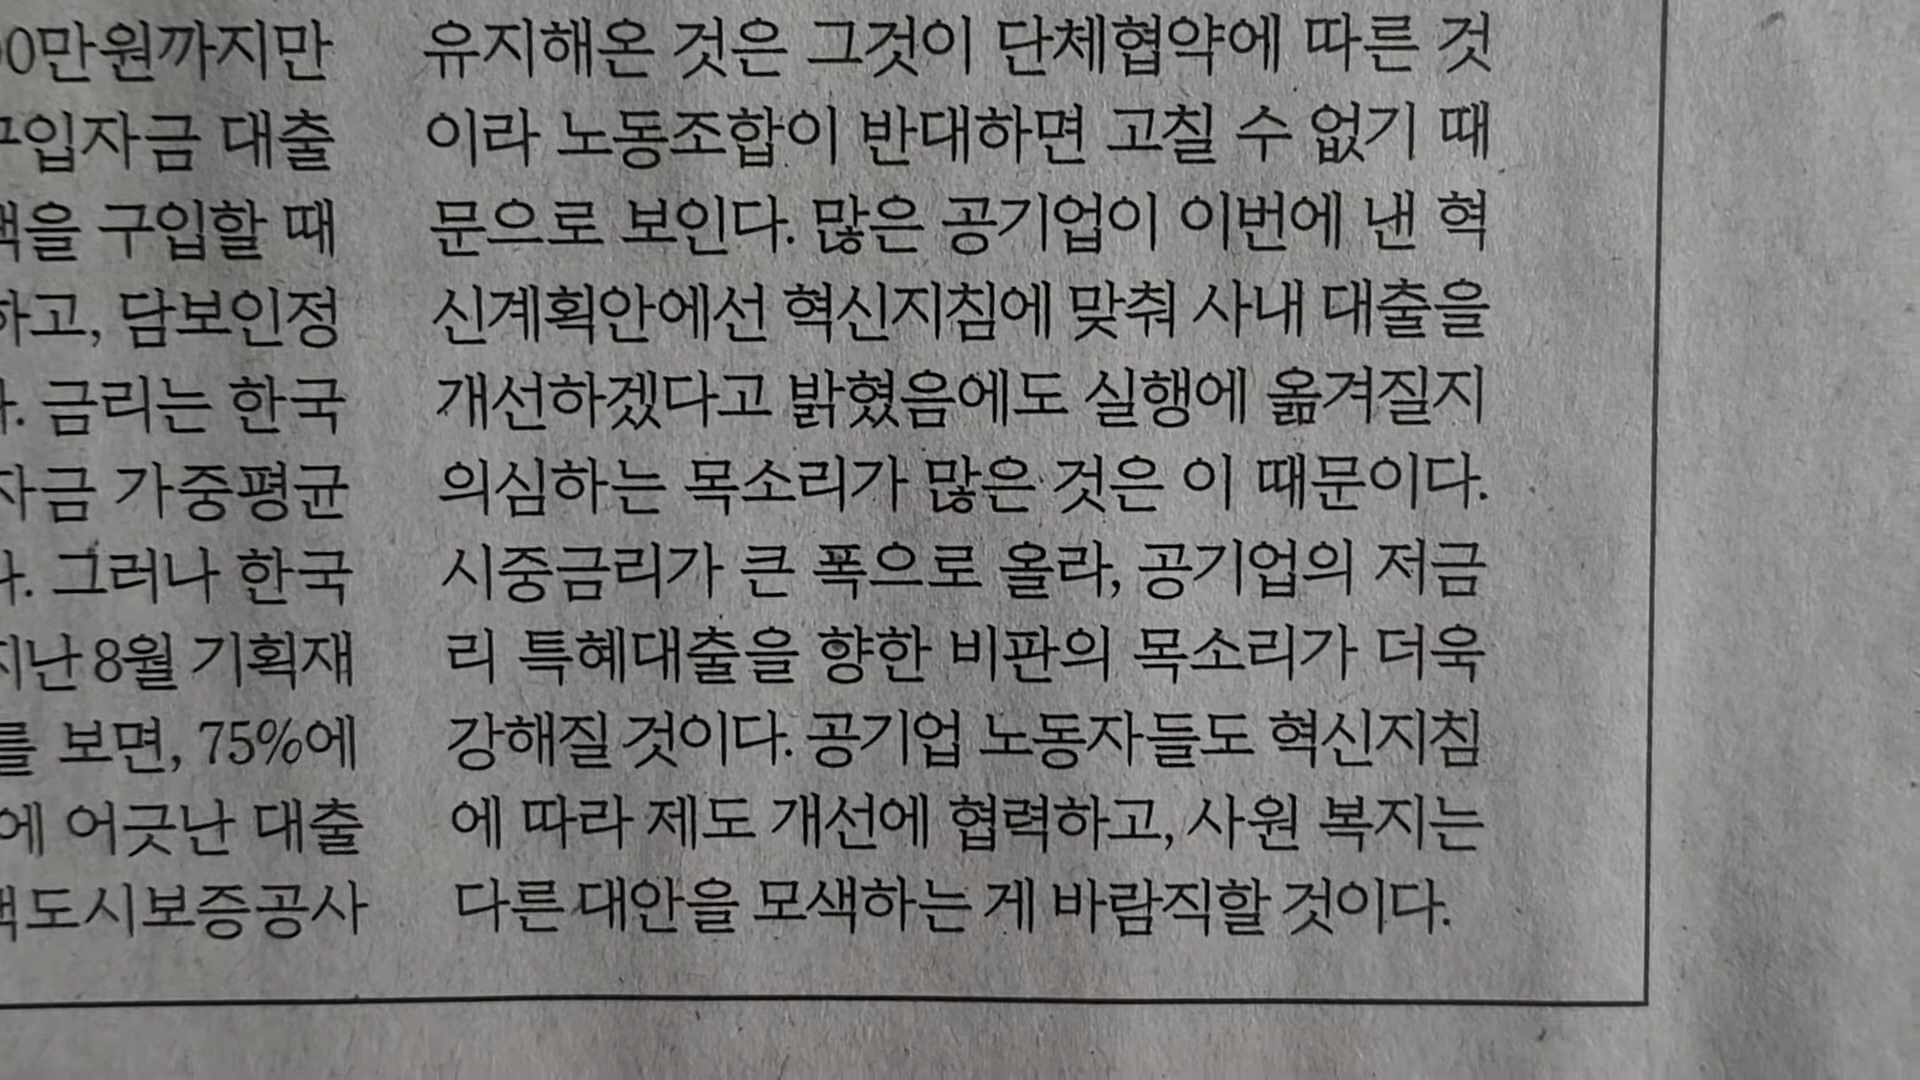 00만원까지만
구입자금 대출
택을 구입할 때
하고, 담보인정
다. 금리는 한국
자금 가중평균
다. 그러나 한국
지난 8월 기획재
를 보면, 75%에
에 어긋난 대출
택도시보증공사
유지해온 것은 그것이 단체협약에 따른 것
이라 노동조합이 반대하면 고칠 수 없기 때
문으로 보인다. 많은 공기업이 이번에 낸 혁
신계획안에선 혁신지침에 맞춰 사내 대출을
개선하겠다고 밝혔음에도 실행에 옮겨질지
의심하는 목소리가 많은 것은 이 때문이다.
시중금리가 큰 폭으로 올라, 공기업의 저금
리 특혜대출을 향한 비판의 목소리가 더욱
강해질 것이다. 공기업 노동자들도 혁신지침
에 따라 제도 개선에 협력하고, 사원 복지는
다른 대안을 모색하는 게 바람직할 것이다.